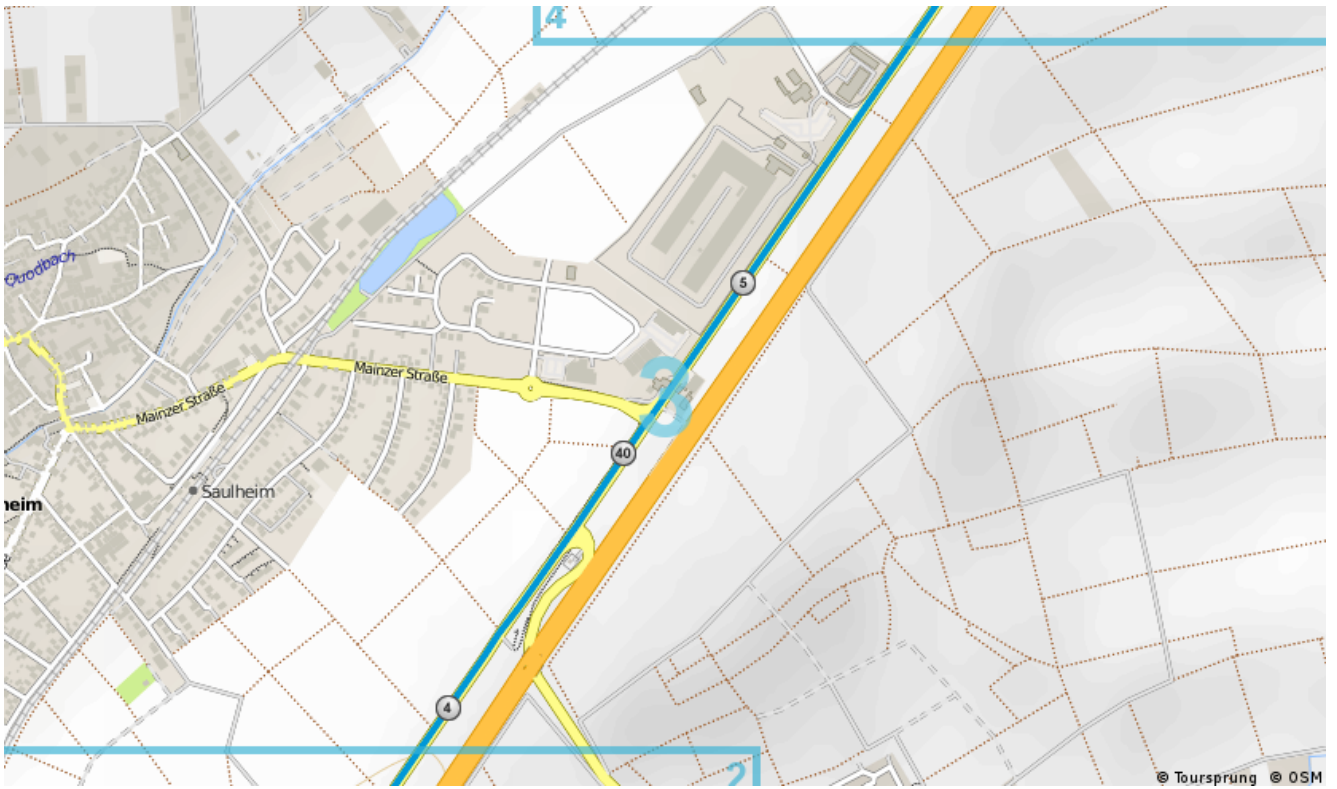 4
Quodbach
5
Mainzer Straße
3
Mainzer Straße
40
Saulheim
heim
4
2
© Toursprung © OSM